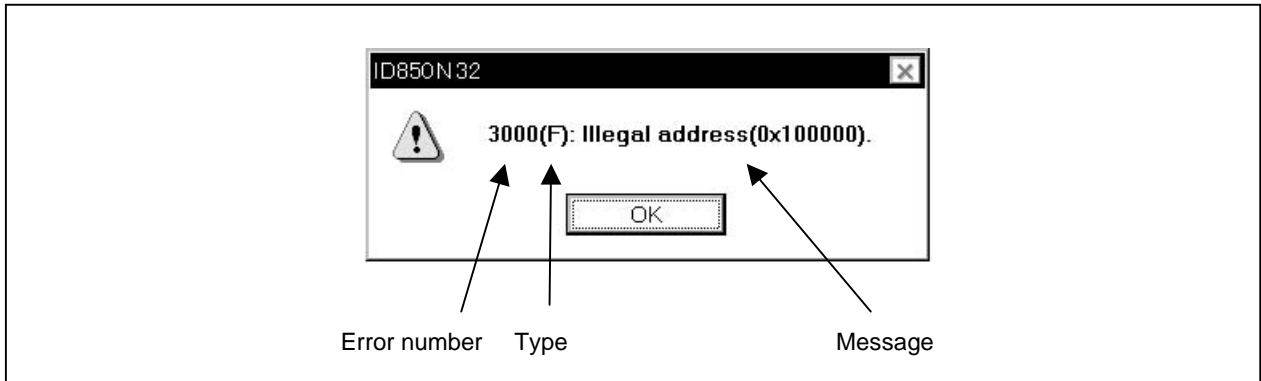 ID850N32
3000(F): Illegal address(0x100000).
OK
Error number Type Message